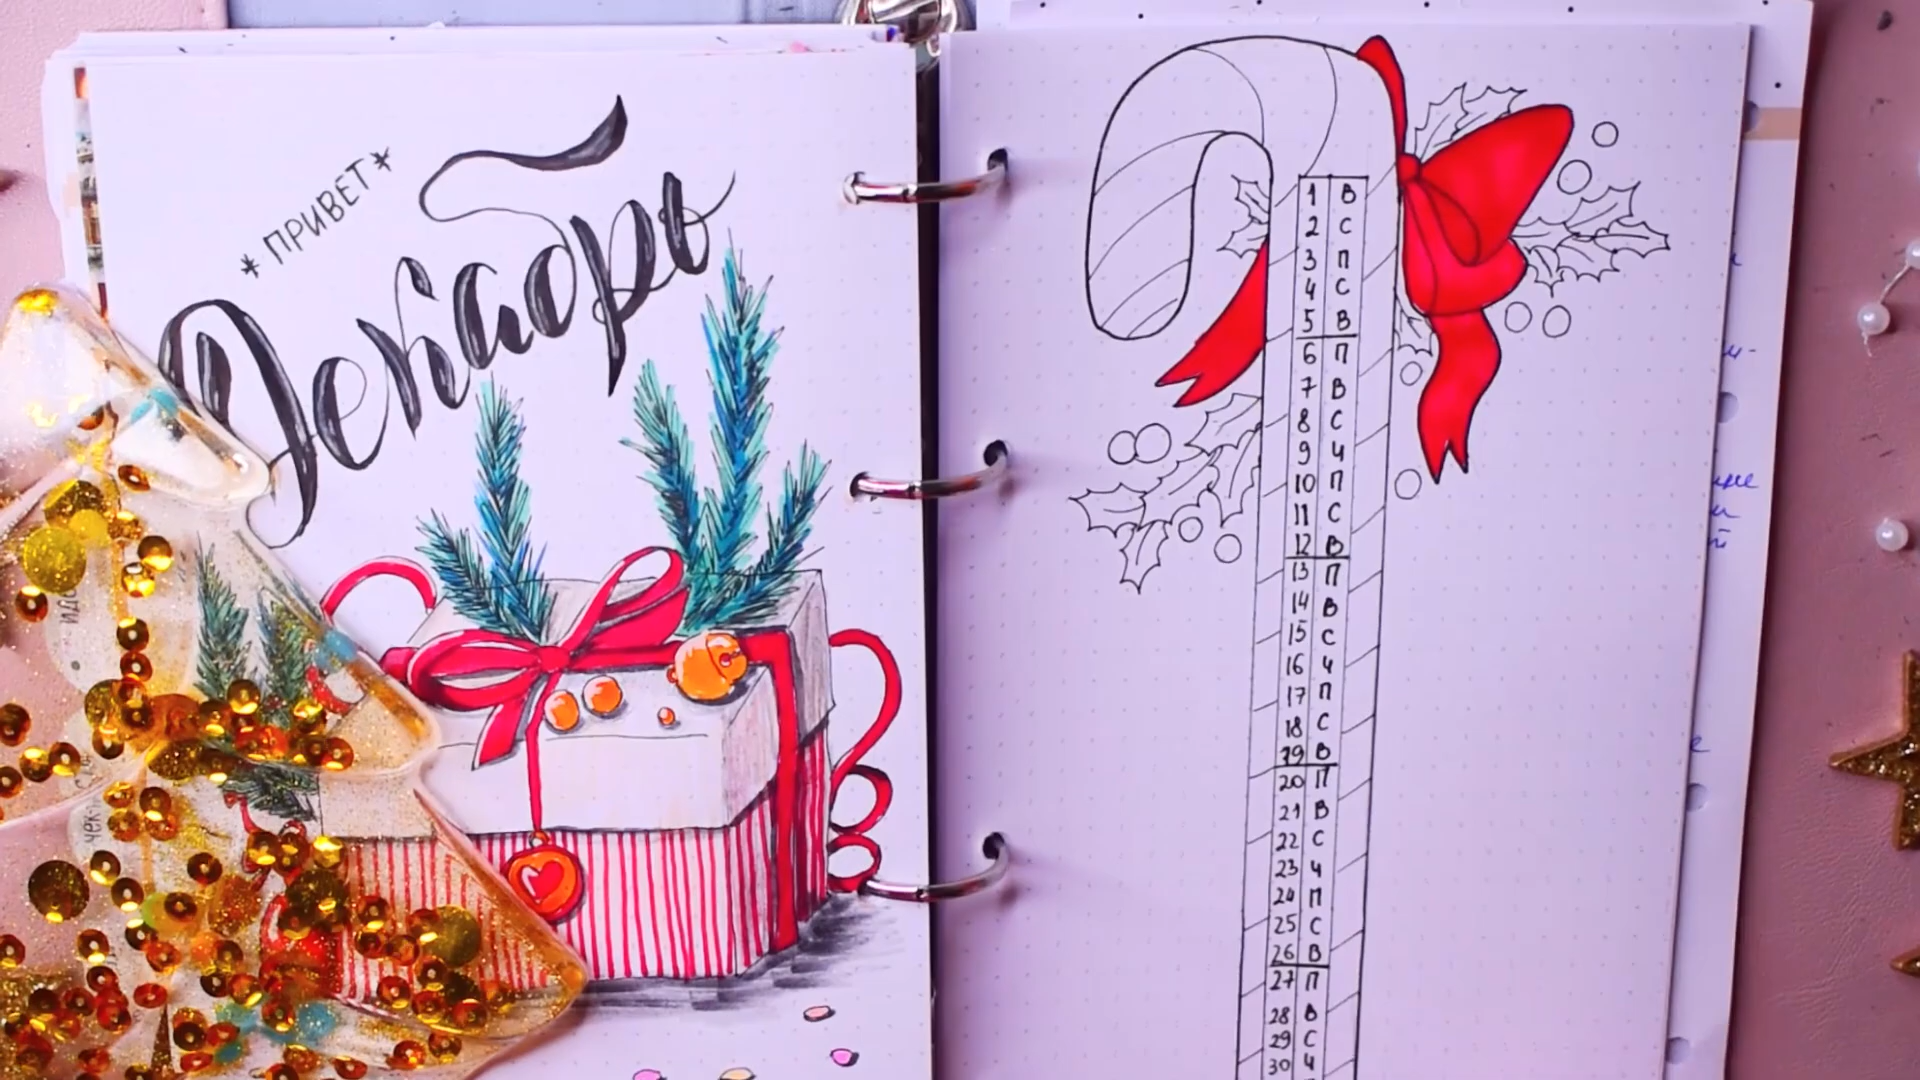 *ПРИВЕТ*
Декабрь
1 В
2 С
3 П
4 С
5 В
6 П
7 В
8 С
9 Ч
10 П
11 С
12 В
13 П
14 В
15 С
16 Ч
17 П
18 С
19 В
20 П
21 В
22 С
23 Ч
24 П
25 С
26 В
27 П
28 В
29 С
30 Ч